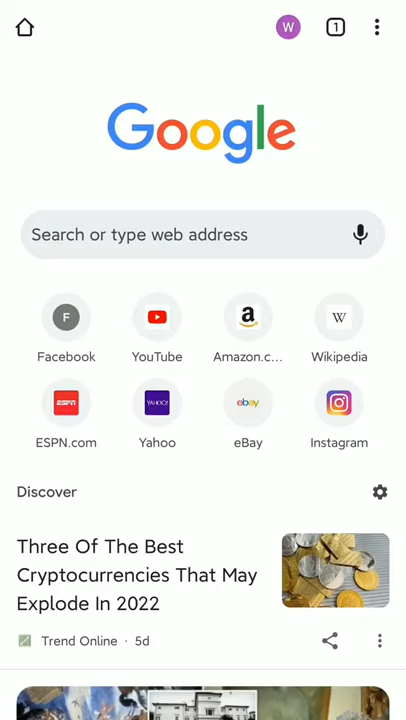 W
1
Google
Search or type web address
F
W
Facebook
YouTube
Amazon.c...
Wikipedia
ESPN
YAHOO!
ebay
ESPN.com
Yahoo
eBay
Instagram
Discover
Three Of The Best
Cryptocurrencies That May
Explode In 2022
Trend Online · 5d